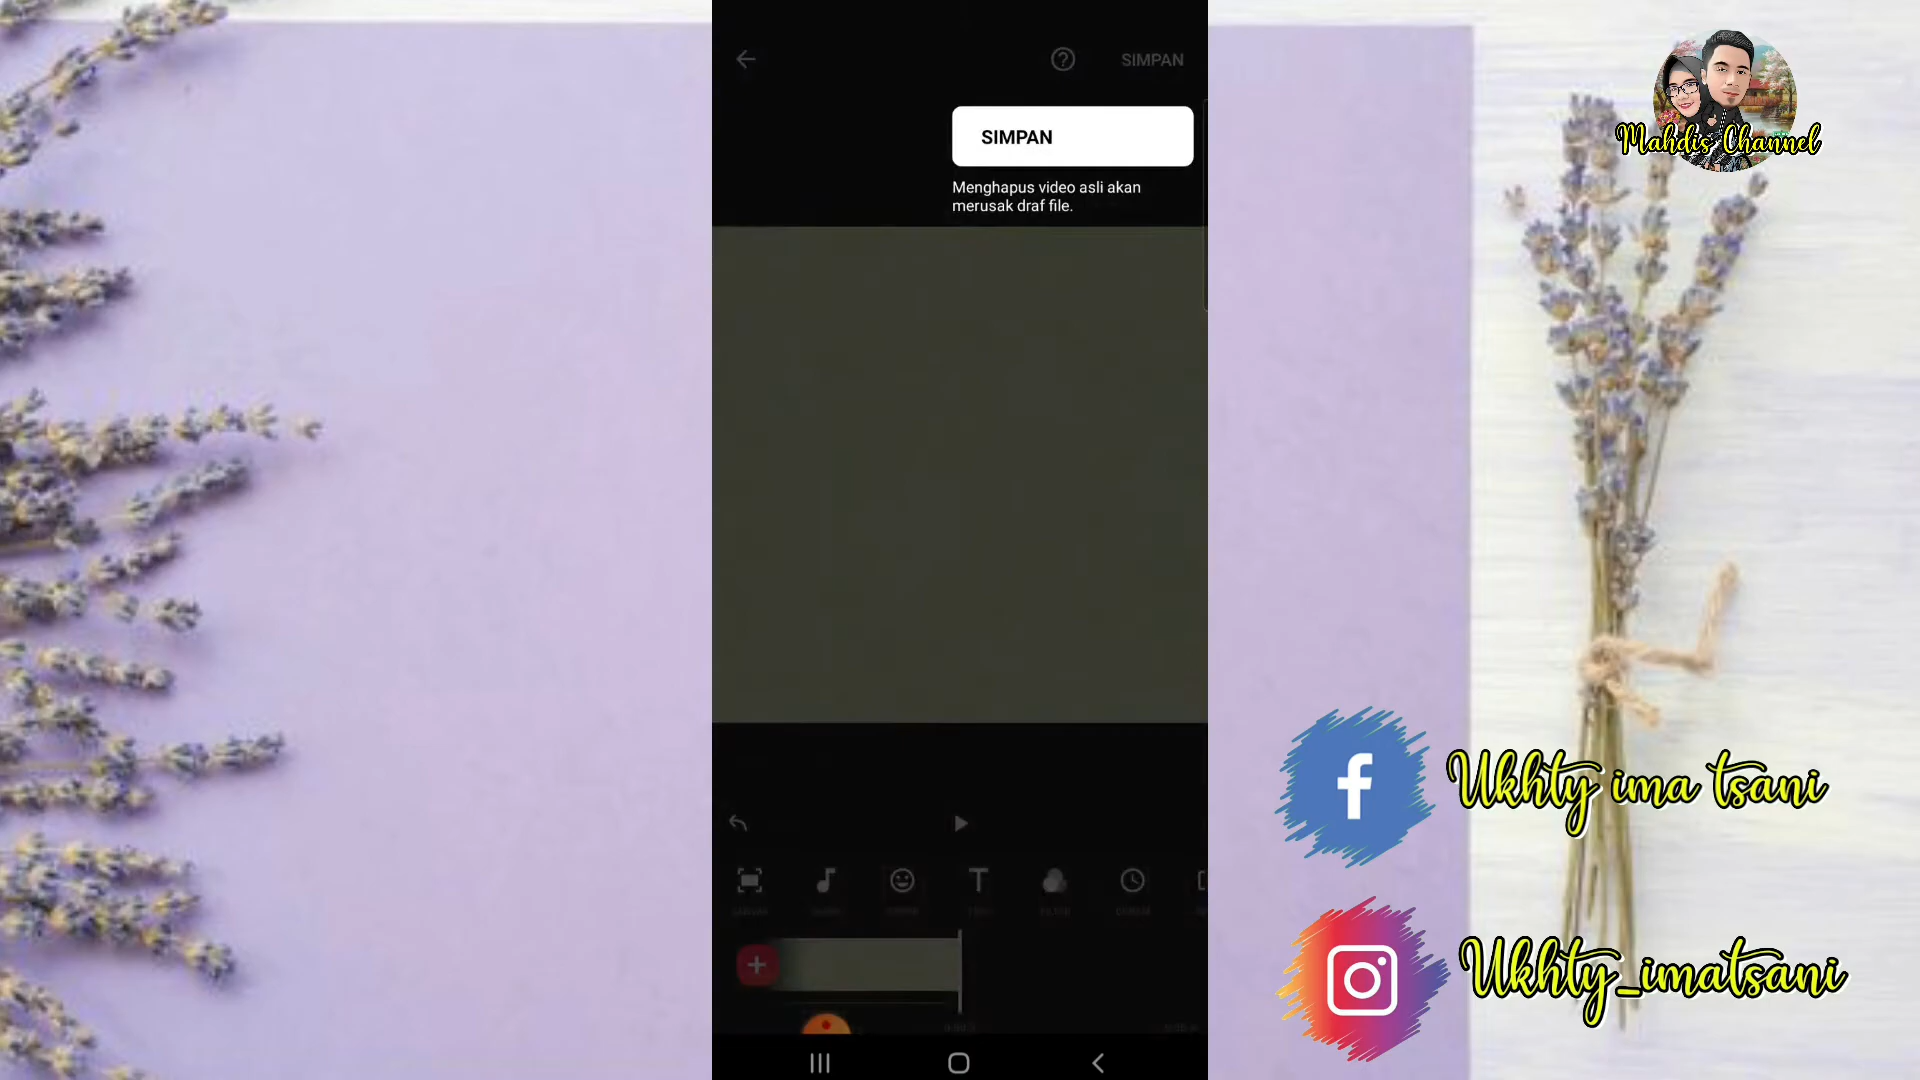 SIMPAN
SIMPAN
Menghapus video asli akan
merusak draf file.
Mahdis Channel
Ukhty ima tsani
Ukhty_imatsani